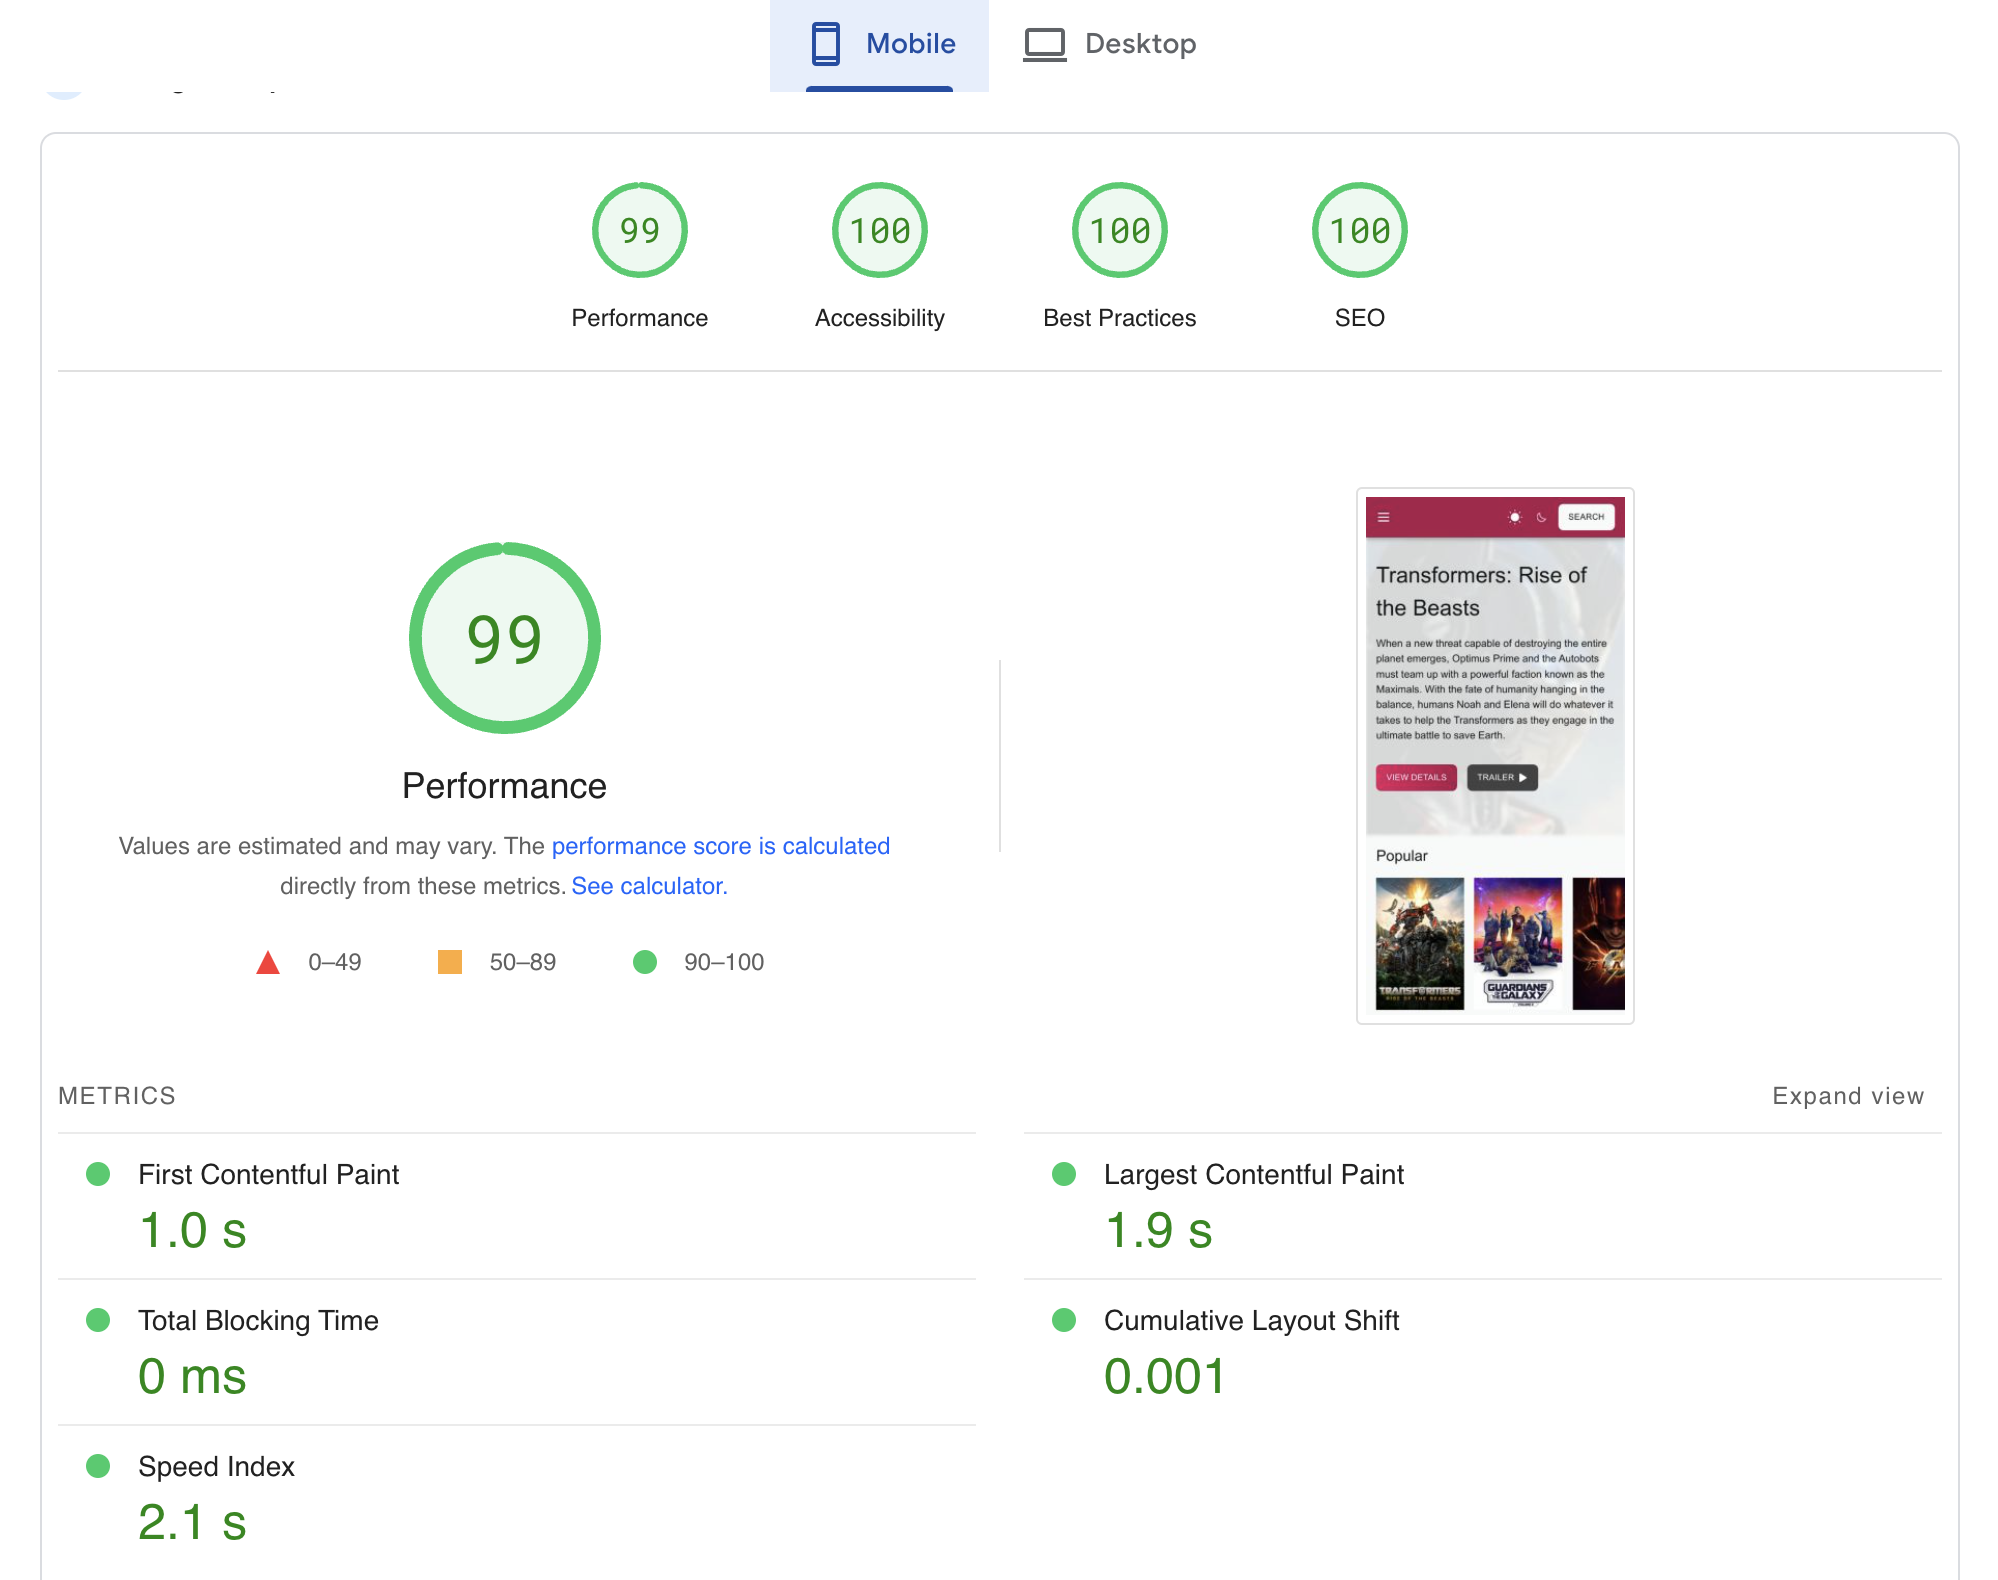 Mobile
Desktop
99
100
100
100
Performance
Accessibility
Best Practices
SEO
99
Performance
Values are estimated and may vary. The performance score is calculated
directly from these metrics. See calculator.
0–49
50–89
90–100
SEARCH
Transformers: Rise of
the Beasts
When a new threat capable of destroying the entire
planet emerges, Optimus Prime and the Autobots
must team up with a powerful faction known as the
Maximals. With the fate of humanity hanging in the
balance, humans Noah and Elena will do whatever it
takes to help the Transformers as they engage in the
ultimate battle to save Earth.
VIEW DETAILS
TRAILER
Popular
TRANSFORMERS
RISE OF THE BEASTS
GUARDIANS
OF THE GALAXY
METRICS
Expand view
First Contentful Paint
1.0 s
Largest Contentful Paint
1.9 s
Total Blocking Time
0 ms
Cumulative Layout Shift
0.001
Speed Index
2.1 s